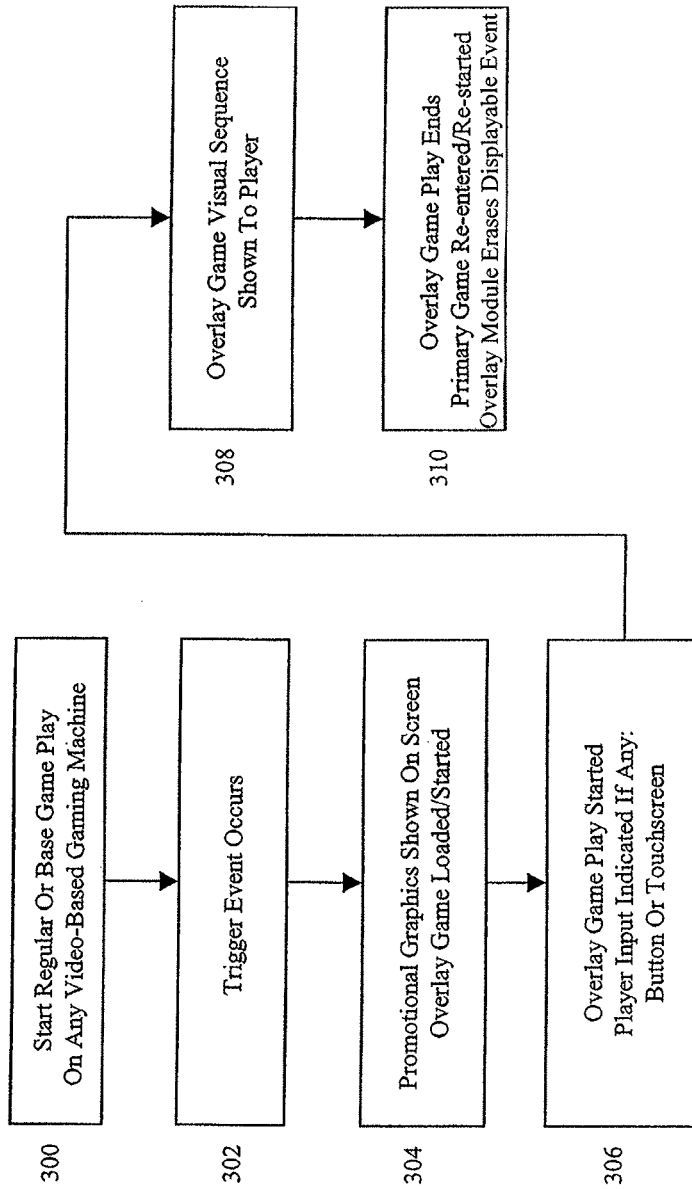 300
Start Regular Or Base Game Play
On Any Video-Based Gaming Machine
302
Trigger Event Occurs
304
Promotional Graphics Shown On Screen
Overlay Game Loaded/Started
306
Overlay Game Play Started
Player Input Indicated If Any:
Button Or Touchscreen
308
Overlay Game Visual Sequence
Shown To Player
310
Overlay Game Play Ends
Primary Game Re-entered/Re-started
Overlay Module Erases Displayable Event